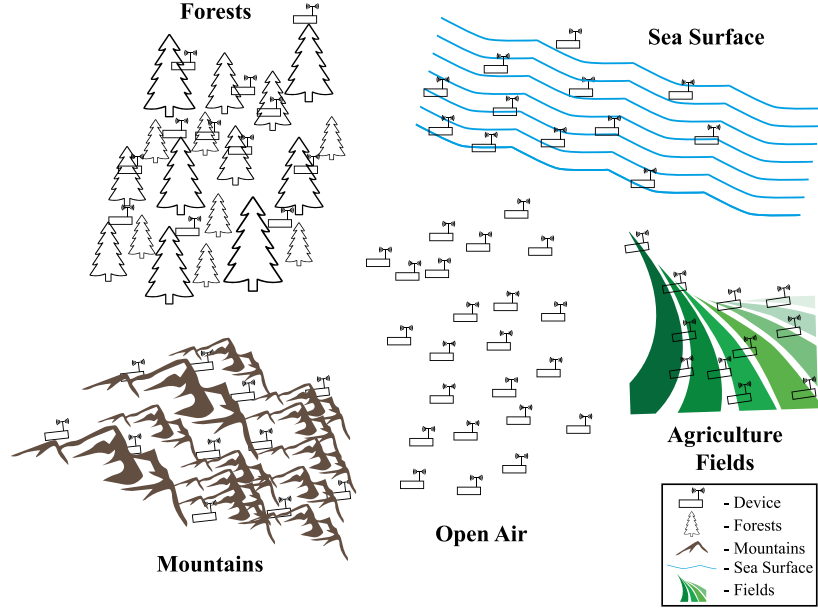 Forests
Sea Surface
Agriculture
Fields
Open Air
Mountains
- Device
- Forests
- Mountains
- Sea Surface
- Fields